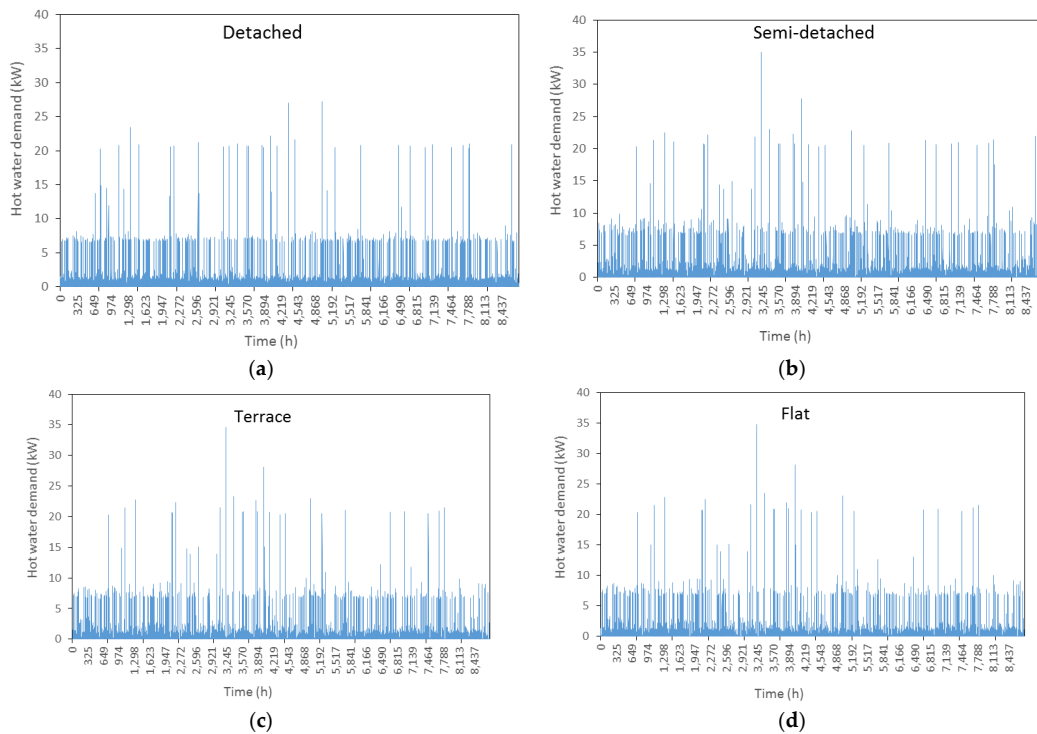 Detached
Hot water demand (kW)
40
35
30
25
20
15
10
5
0
0 325 649 974 1,298 1,623 1,947 2,272 2,596 2,921 3,245 3,570 3,894 4,219 4,543 4,868 5,192 5,517 5,841 6,166 6,490 6,815 7,139 7,464 7,788 8,113 8,437
Time (h)
(a)
Semi-detached
Hot water demand (kW)
40
35
30
25
20
15
10
5
0
0 325 649 974 1,298 1,623 1,947 2,272 2,596 2,921 3,245 3,570 3,894 4,219 4,543 4,868 5,192 5,517 5,841 6,166 6,490 6,815 7,139 7,464 7,788 8,113 8,437
Time (h)
(b)
Terrace
Hot water demand (kW)
40
35
30
25
20
15
10
5
0
0 325 649 974 1,298 1,623 1,947 2,272 2,596 2,921 3,245 3,570 3,894 4,219 4,543 4,868 5,192 5,517 5,841 6,166 6,490 6,815 7,139 7,464 7,788 8,113 8,437
Time (h)
(c)
Flat
Hot water demand (kW)
40
35
30
25
20
15
10
5
0
0 325 649 974 1,298 1,623 1,947 2,272 2,596 2,921 3,245 3,570 3,894 4,219 4,543 4,868 5,192 5,517 5,841 6,166 6,490 6,815 7,139 7,464 7,788 8,113 8,437
Time (h)
(d)